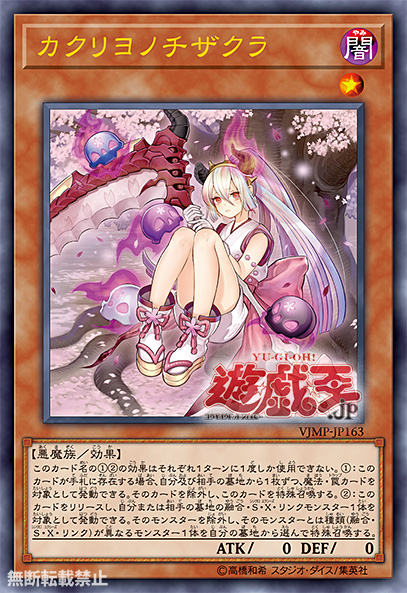 カクリヨノチザクラ
やみ
闇
YU-GI-OH!
遊戯王
.jp
VJMP-JP163
【悪魔族／効果】
このカード名の①②の効果はそれぞれ1ターンに1度しか使用できない。①：この
カードが手札に存在する場合、自分及び相手の墓地から1枚ずつ、魔法・罠カードを
対象として発動できる。そのカードを除外し、このカードを特殊召喚する。②：この
カードをリリースし、自分または相手の墓地の融合・S・X・リンクモンスター1体を
対象として発動できる。そのモンスターを除外し、そのモンスターとは種類（融合・
S・X・リンク）が異なるモンスター1体を自分の墓地から選んで特殊召喚する。
ATK/ 0 DEF/ 0
無断転載禁止
©高橋和希 スタジオ・ダイス/集英社